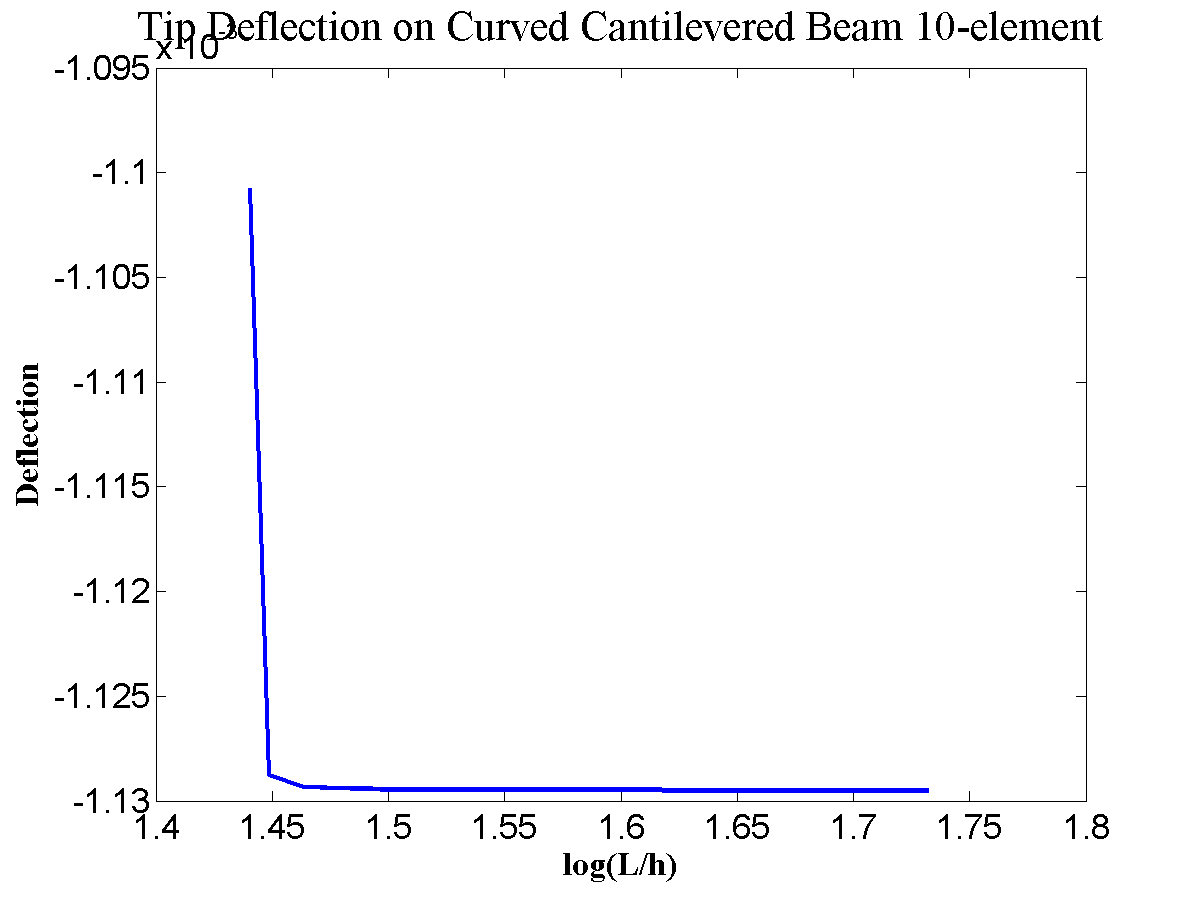 Tip Deflection on Curved Cantilevered Beam 10-element
x 10-3
-1.095
-1.1
-1.105
-1.11
-1.115
-1.12
-1.125
-1.13
Deflection
1.4 1.45 1.5 1.55 1.6 1.65 1.7 1.75 1.8
log(L/h)